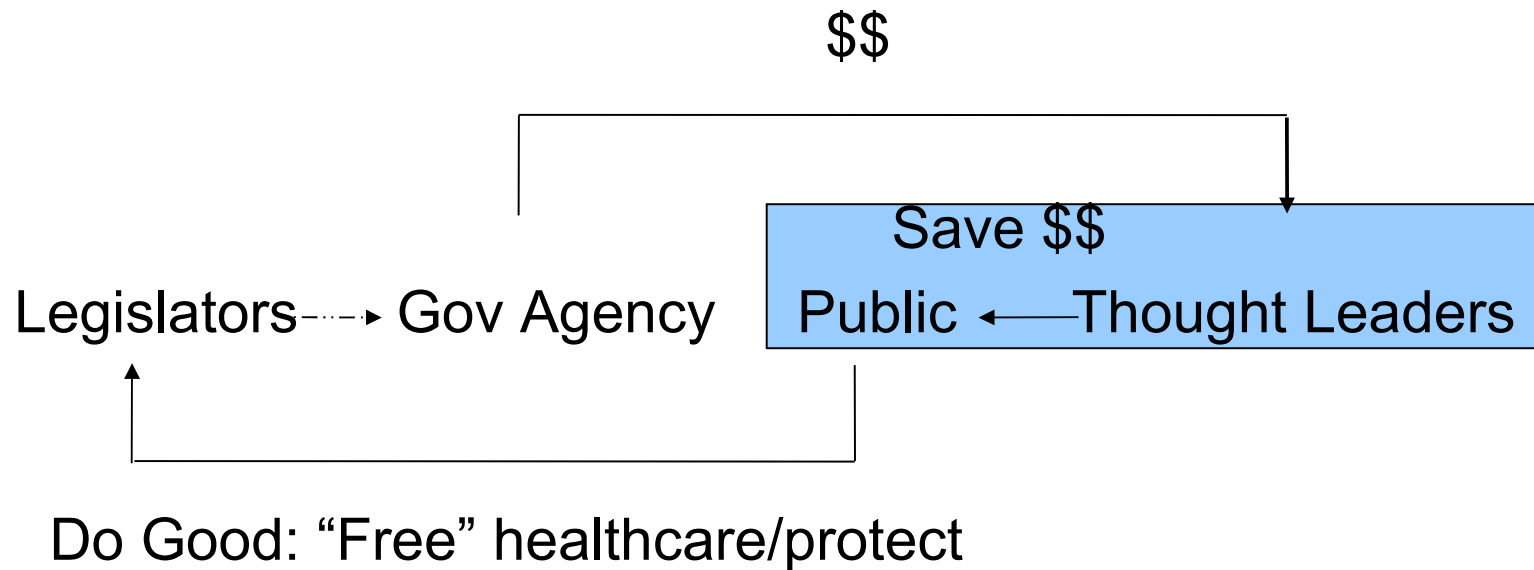 $$
Save $$
Legislators Gov Agency Public Thought Leaders
Do Good: “Free” healthcare/protect